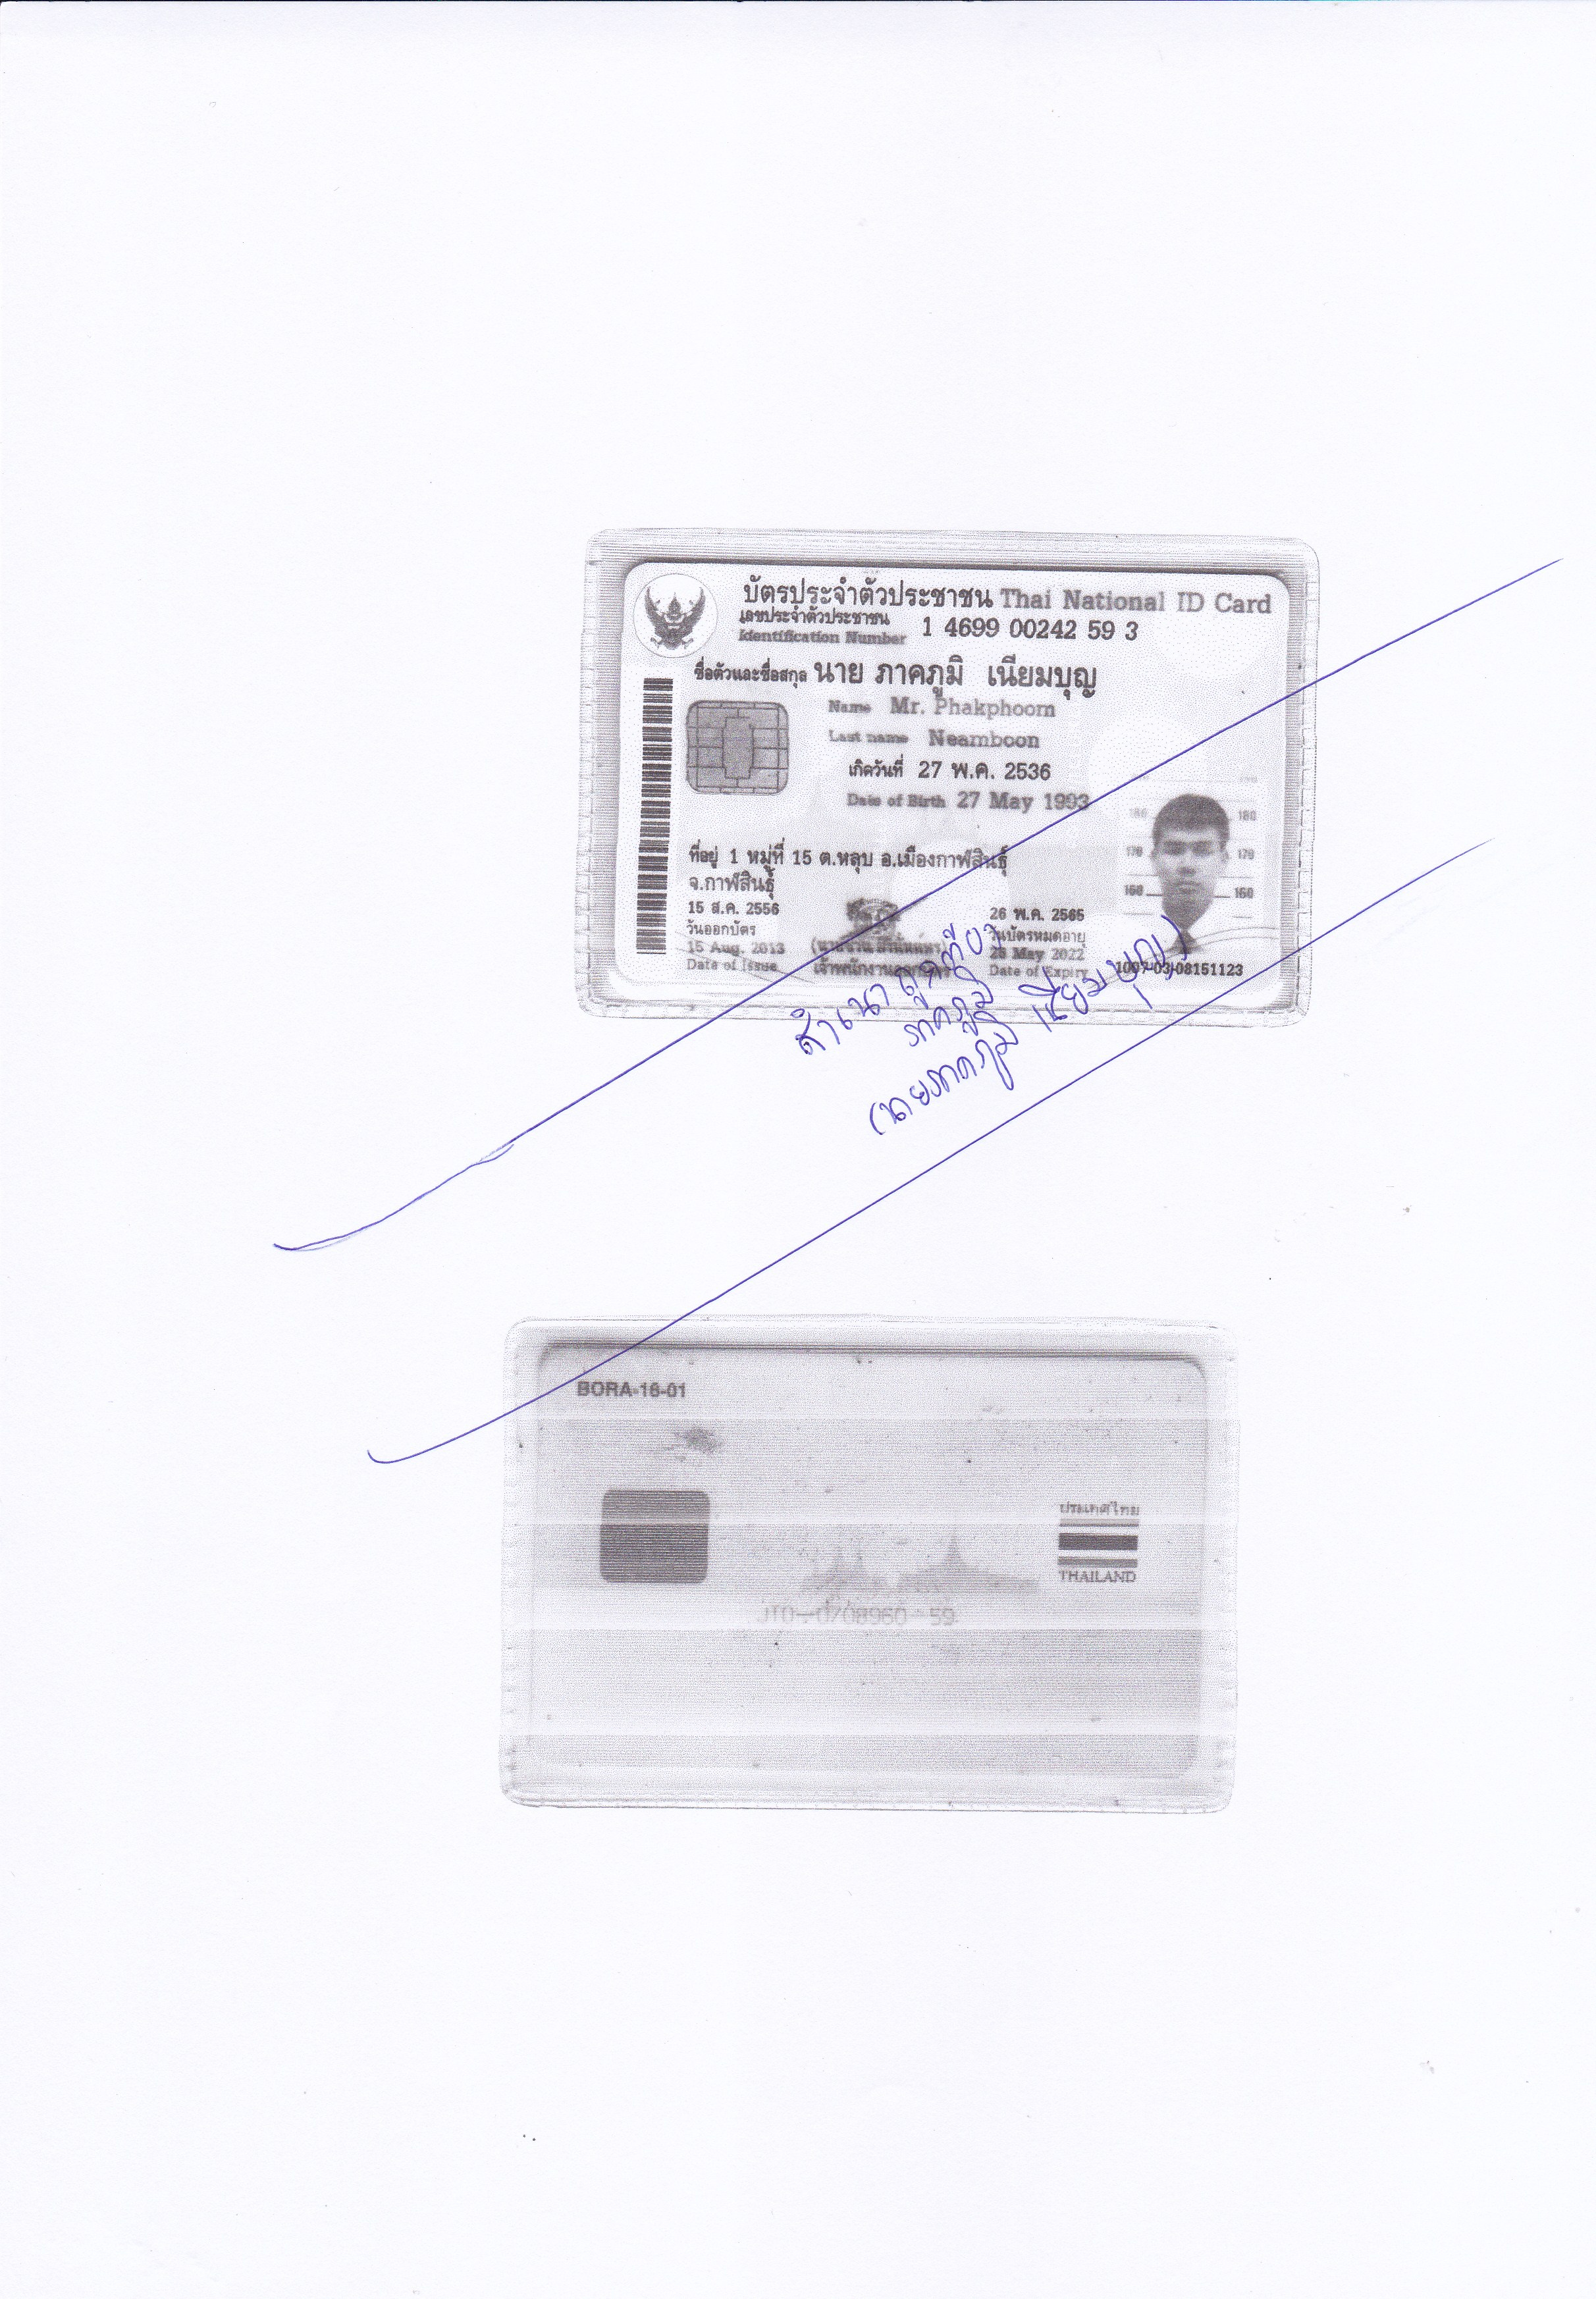 บัตรประจำตัวประชาชน Thai National ID Card
เลขประจำตัวประชาชน
Identification Number 1 4699 00242 59 3
ชื่อตัวและชื่อสกุล นาย ภาคภูมิ เนียมบุญ
Name Mr. Phakphoom
Last name Neamboon
เกิดวันที่ 27 พ.ค. 2536
Date of Birth 27 May 1993
180 180
170 170
160 160
ที่อยู่ 1 หมู่ที่ 15 ต.หลุบ อ.เมืองกาฬสินธุ์
จ.กาฬสินธุ์
15 ส.ค. 2556
วันออกบัตร
15 Aug. 2013
Date of Issue
เจ้าพนักงานออกบัตร
26 พ.ค. 2565
วันบัตรหมดอายุ
26 May 2022
Date of Expiry
1007-03-08151123
สำเนาถูกต้อง
ภาคภูมิ
(นายภาคภูมิ เนียมบุญ)
BORA-16-01
ประเทศไทย
THAILAND